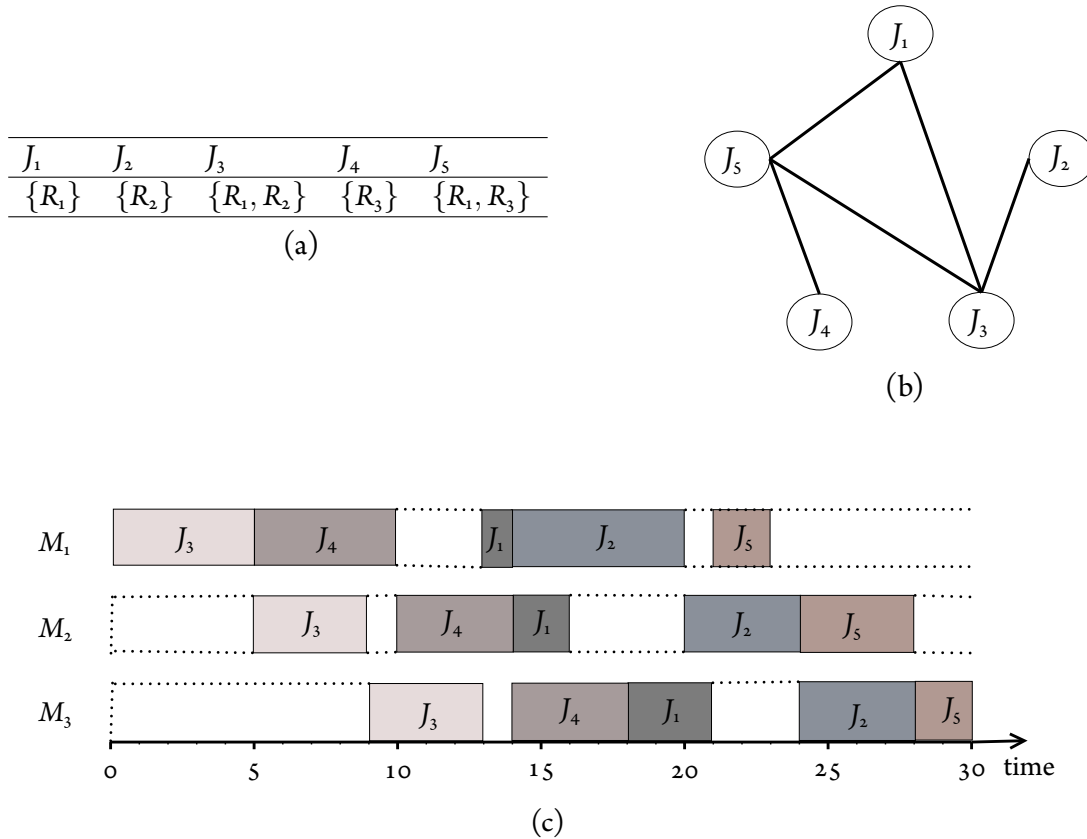 J₁ J₂ J₃ J₄ J₅
{R₁} {R₂} {R₁, R₂} {R₃} {R₁, R₃}
(a)
J₁
J₅
J₂
J₄
J₃
(b)
M₁ J₃ J₄ J₁ J₂ J₅
M₂ J₃ J₄ J₁ J₂ J₅
M₃ J₃ J₄ J₁ J₂ J₅
0 5 10 15 20 25 30 time
(c)